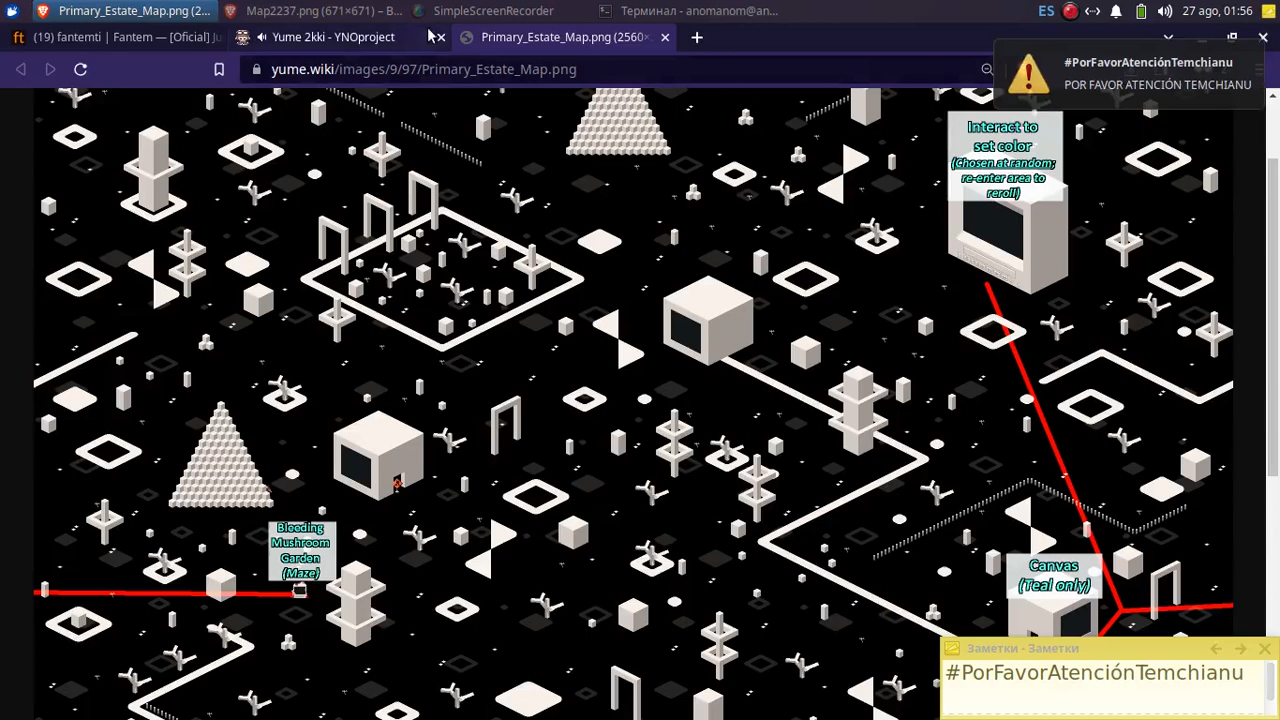 Primary_Estate_Map.png (2...
Map2237.png (671×671) – B...
SimpleScreenRecorder
Терминал - anomanom@an...
ES
27 ago, 01:56
(19) fantemti | Fantem — [Oficial] Ju
Yume 2kki - YNOproject
Primary_Estate_Map.png (2560×
yume.wiki/images/9/97/Primary_Estate_Map.png
#PorFavorAtenciónTemchianu
POR FAVOR ATENCIÓN TEMCHIANU
Interact to
set color
(Chosen at random;
re-enter area to
reroll!)
Bleeding
Mushroom
Garden
(Maze)
Canvas
(Teal only)
Заметки - Заметки
#PorFavorAtenciónTemchianu